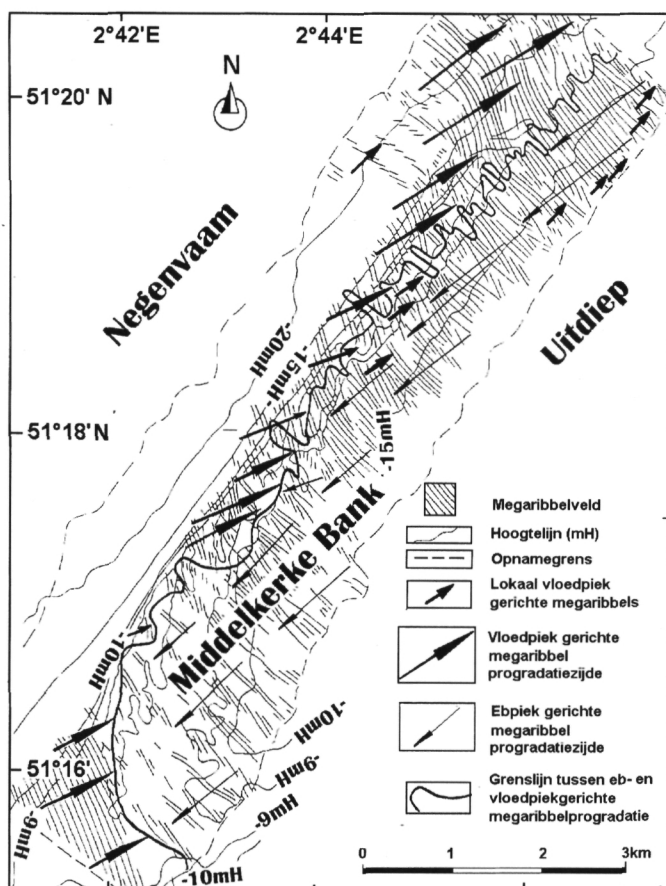 2°42'E
2°44'E
51°20' N
N
Negenvaam
Uitdiep
-20mH
-15mH
51°18'N
-15mH
Middelkerke Bank
-10mH
51°16'N
-10mH
-9mH
-6mH
-9mH
-10mH
Megaribbelveld
Hoogtelijn (mH)
Opnamegrens
Lokaal vloedpiek
gerichte megaribbels
Vloedpiek gerichte
megaribbel
progradatiezijde
Ebpiek gerichte
megaribbel
progradatiezijde
Grenslijn tussen eb- en
vloedpiekgerichte
megaribbelprogradatie
0 1 2 3km